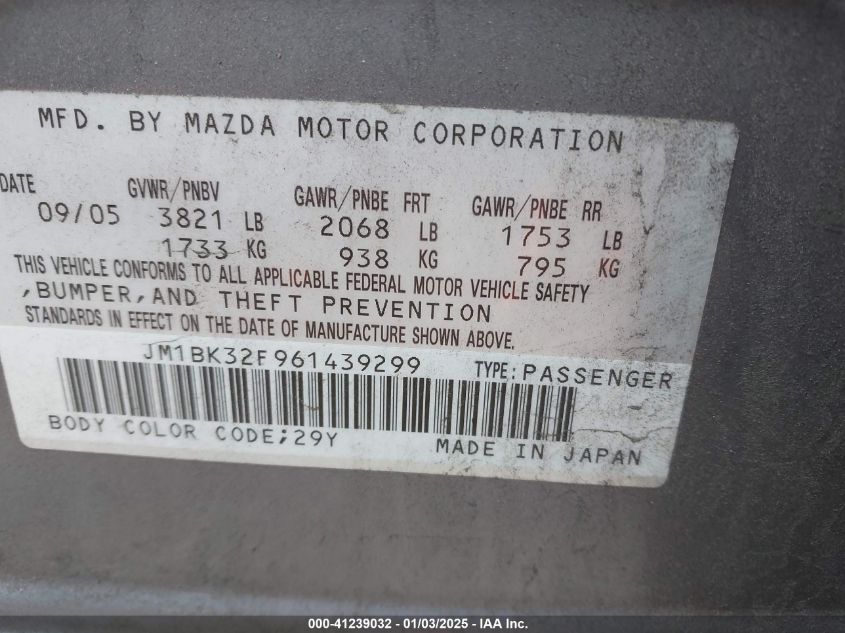 MFD. BY MAZDA MOTOR CORPORATION
DATE GVWR/PNBV GAWR/PNBE FRT GAWR/PNBE RR
09/05 3821 LB 2068 LB 1753 LB
1733 KG 938 KG 795 KG
THIS VEHICLE CONFORMS TO ALL APPLICABLE FEDERAL MOTOR VEHICLE SAFETY
,BUMPER,AND THEFT PREVENTION
STANDARDS IN EFFECT ON THE DATE OF MANUFACTURE SHOWN ABOVE.
JM1BK32F961439299 TYPE:PASSENGER
BODY COLOR CODE;29Y MADE IN JAPAN
000-41239032 - 01/03/2025 - IAA Inc.